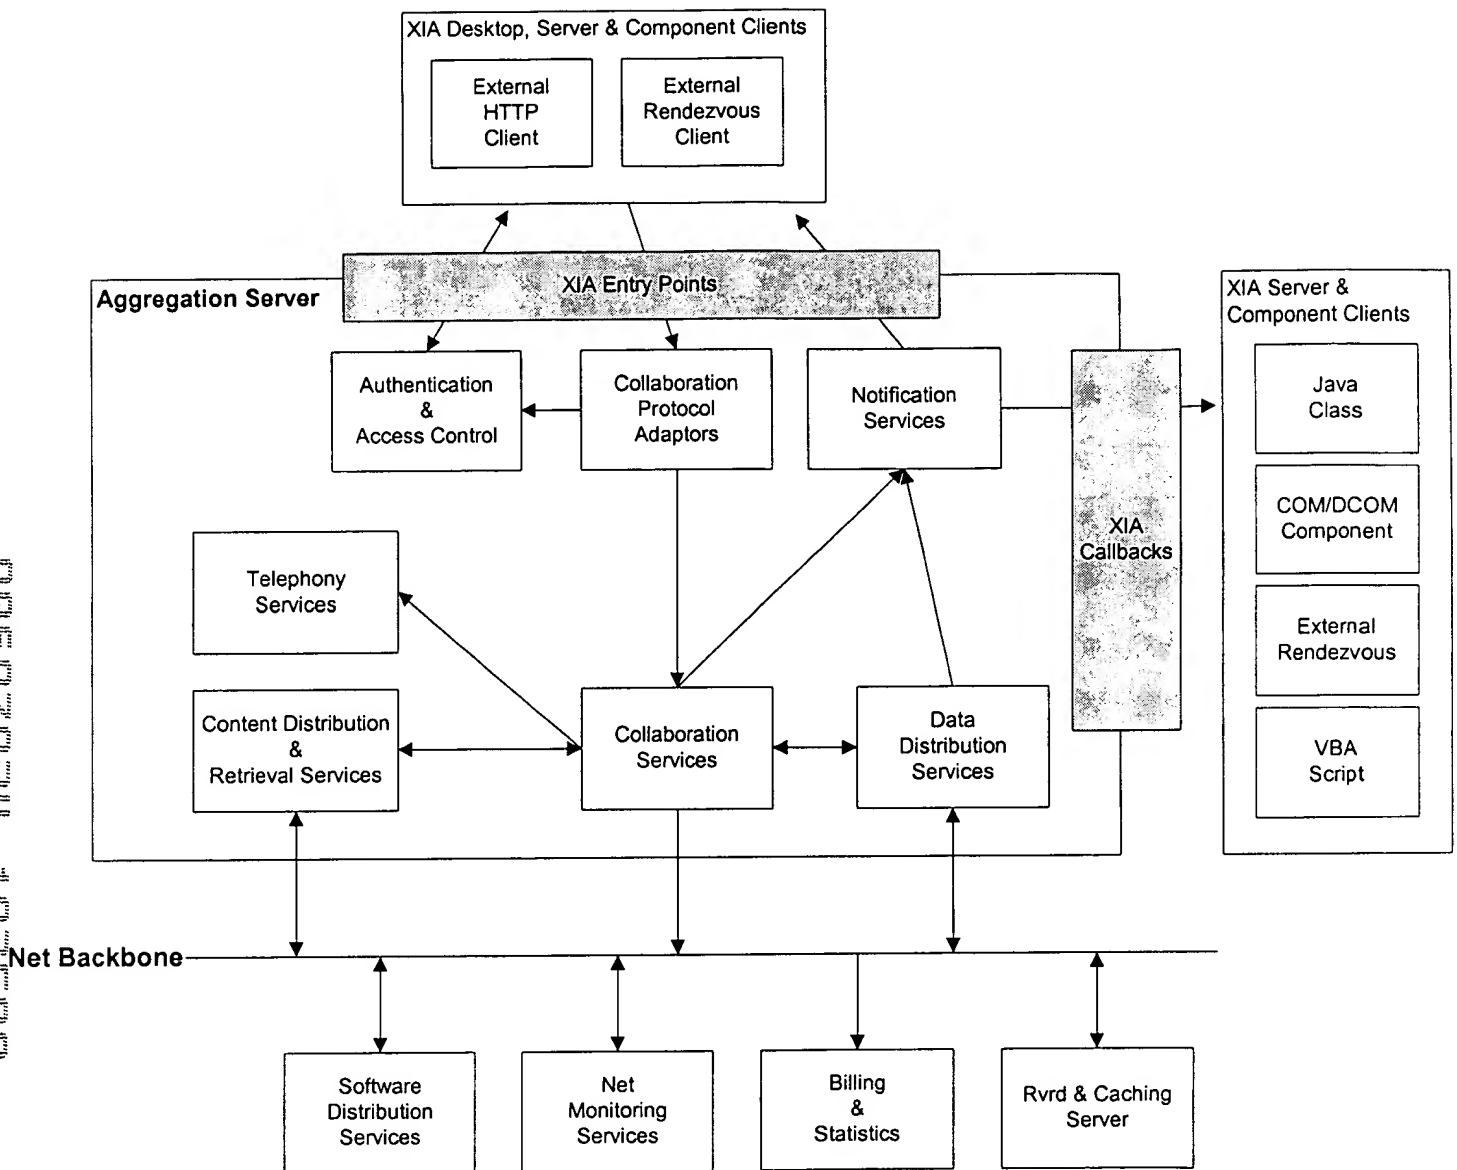 XIA Desktop, Server & Component Clients
External
HTTP
Client
External
Rendezvous
Client
XIA Entry Points
Aggregation Server
XIA Server &
Component Clients
Authentication
&
Access Control
Collaboration
Protocol
Adaptors
Notification
Services
Java
Class
COM/DCOM
Component
XIA
Callbacks
Telephony
Services
External
Rendezvous
Content Distribution
&
Retrieval Services
Collaboration
Services
Data
Distribution
Services
VBA
Script
Net Backbone
Software
Distribution
Services
Net
Monitoring
Services
Billing
&
Statistics
Rvrd & Caching
Server